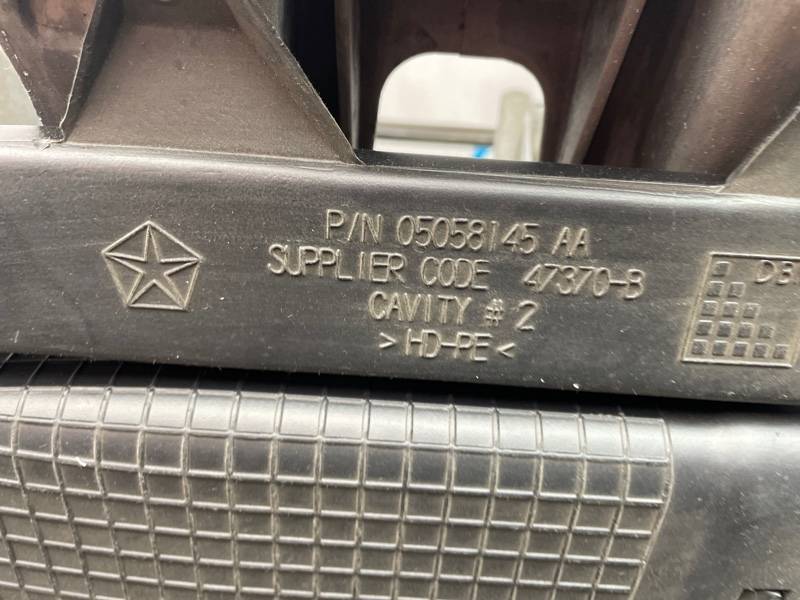 P/N 05058145 AA
SUPPLIER CODE 47370-B
CAVITY # 2
>HD-PE<